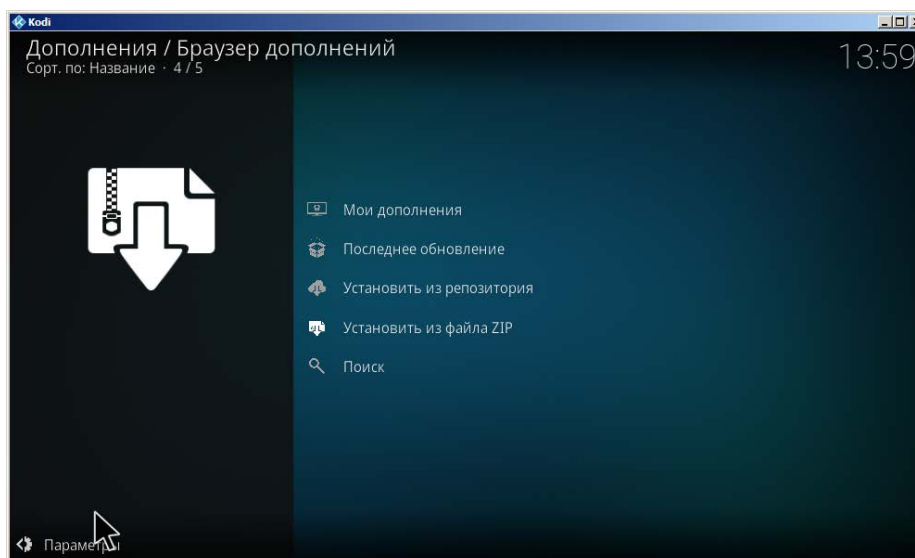 Kodi
Дополнения / Браузер дополнений
Сорт. по: Название · 4 / 5
13:59
Мои дополнения
Последнее обновление
Установить из репозитория
Установить из файла ZIP
Поиск
Параметры